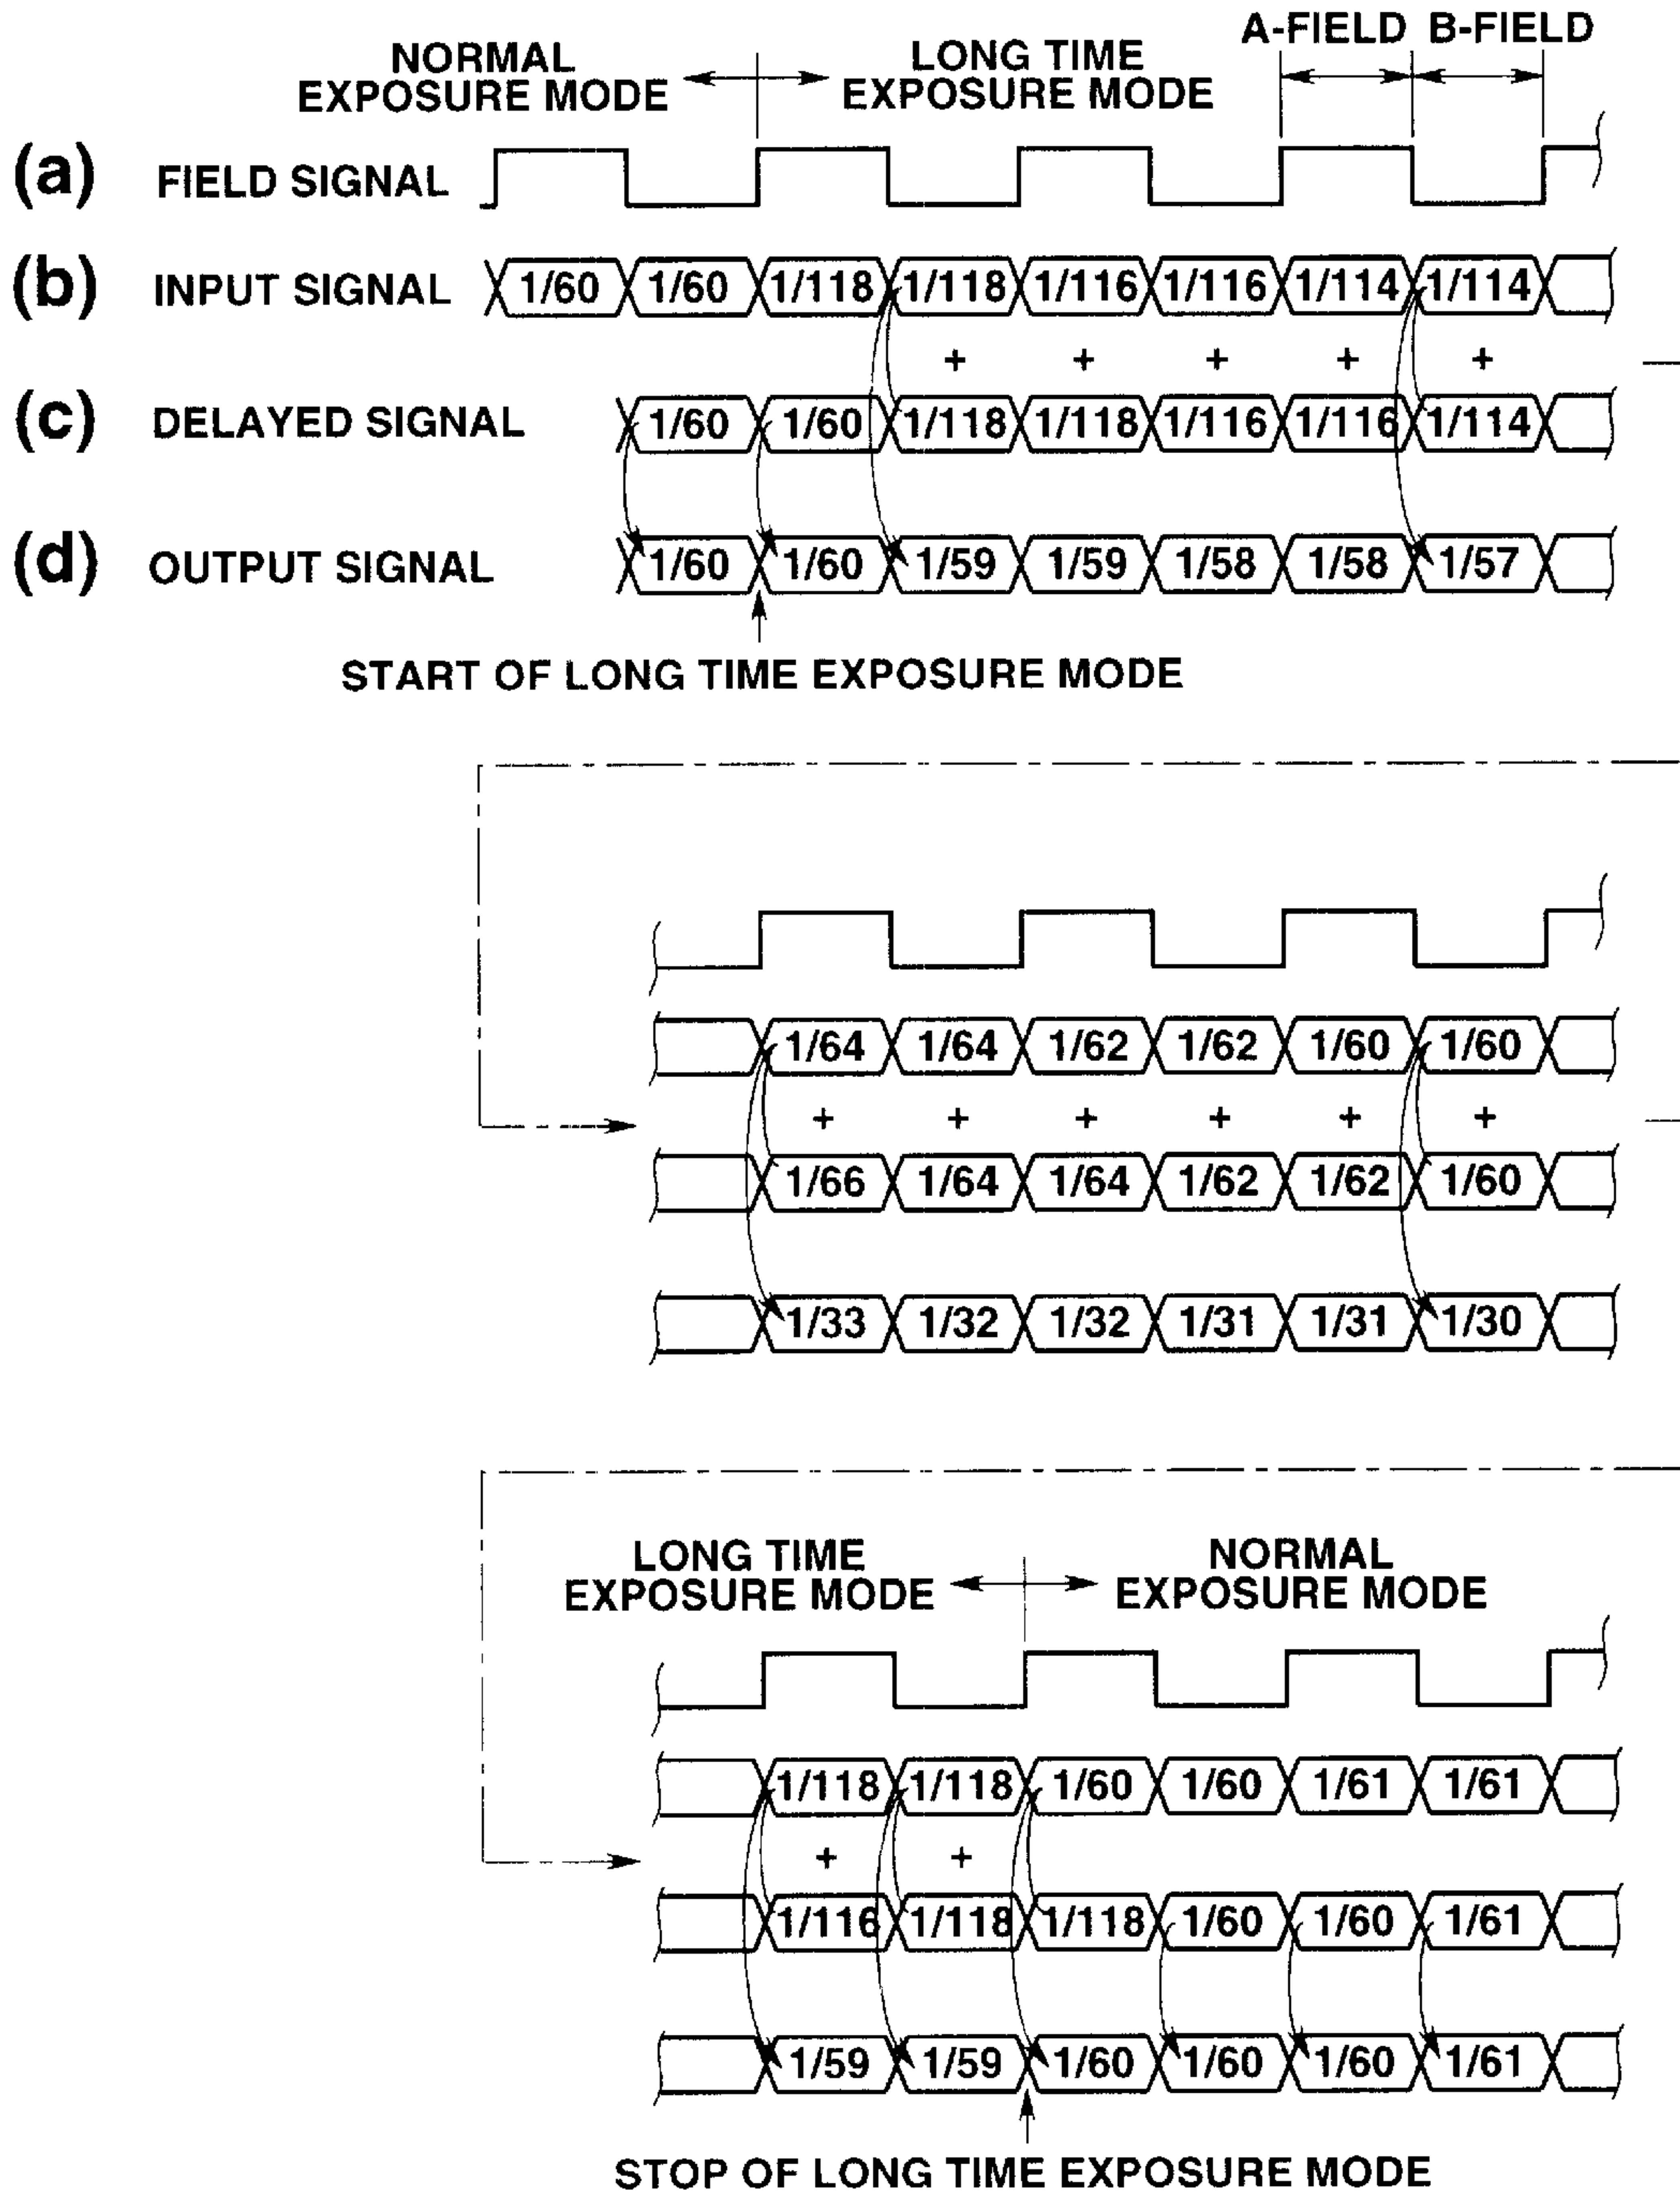 A-FIELD B-FIELD
NORMAL EXPOSURE MODE
LONG TIME EXPOSURE MODE
(a) FIELD SIGNAL
(b) INPUT SIGNAL 1/60 1/60 1/118 1/118 1/116 1/116 1/114 1/114
+ + + + +
(c) DELAYED SIGNAL 1/60 1/60 1/118 1/118 1/116 1/116 1/114
(d) OUTPUT SIGNAL 1/60 1/60 1/59 1/59 1/58 1/58 1/57
START OF LONG TIME EXPOSURE MODE
1/64 1/64 1/62 1/62 1/60 1/60
+ + + + + +
1/66 1/64 1/64 1/62 1/62 1/60
1/33 1/32 1/32 1/31 1/31 1/30
LONG TIME EXPOSURE MODE
NORMAL EXPOSURE MODE
1/118 1/118 1/60 1/60 1/61 1/61
+ +
1/116 1/118 1/118 1/60 1/60 1/61
1/59 1/59 1/60 1/60 1/60 1/61
STOP OF LONG TIME EXPOSURE MODE